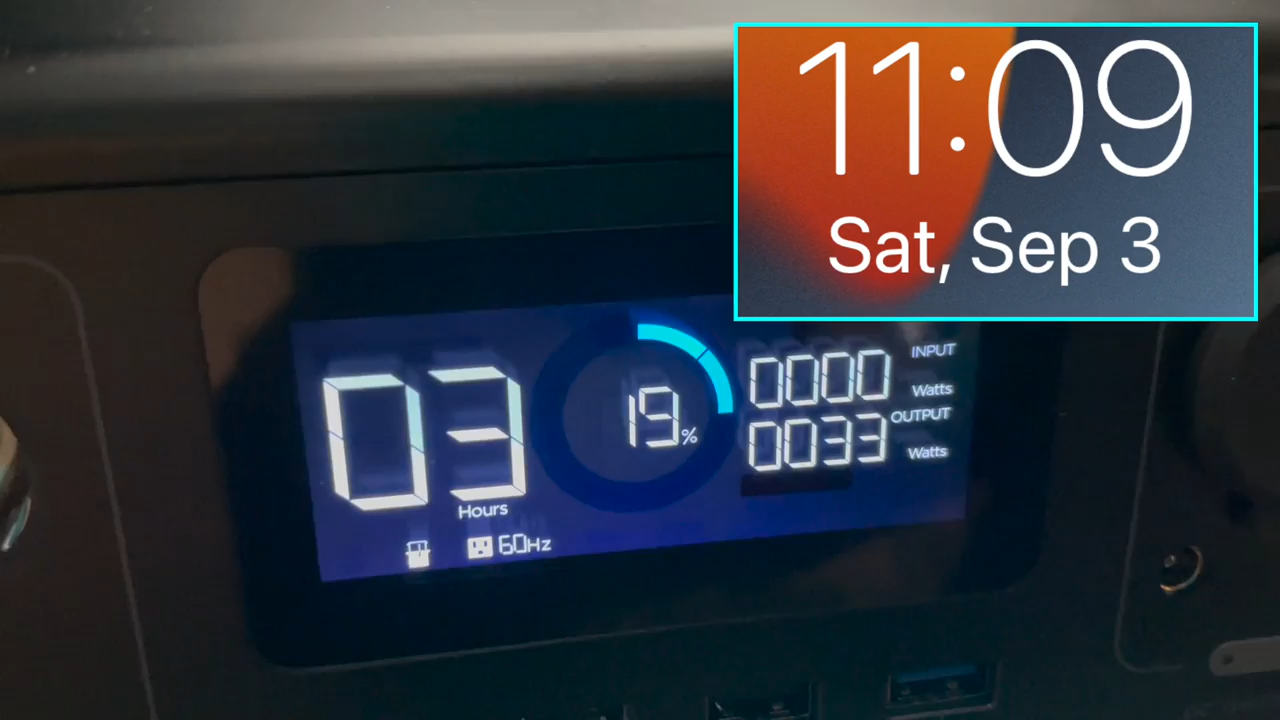 11:09
Sat, Sep 3
03
Hours
60Hz
19%
0000
INPUT
Watts
0033
OUTPUT
Watts